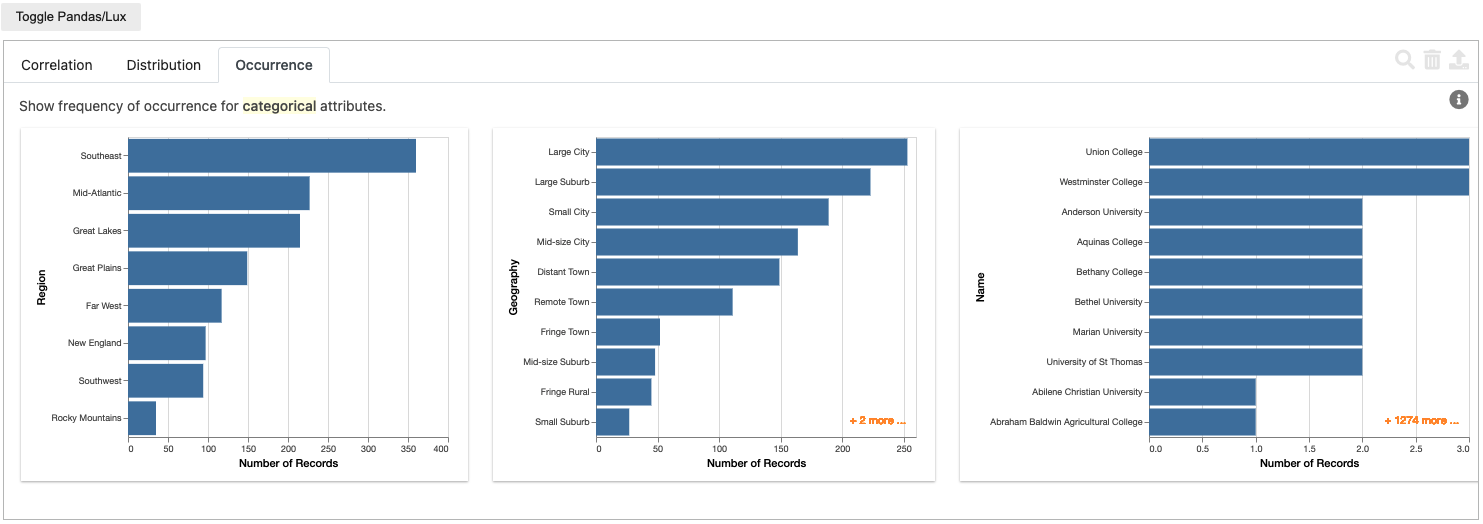 Toggle Pandas/Lux
Correlation Distribution Occurrence
Show frequency of occurrence for categorical attributes.
Region
Southeast
Mid-Atlantic
Great Lakes
Great Plains
Far West
New England
Southwest
Rocky Mountains
0 50 100 150 200 250 300 350 400
Number of Records
Geography
Large City
Large Suburb
Small City
Mid-size City
Distant Town
Remote Town
Fringe Town
Mid-size Suburb
Fringe Rural
Small Suburb
+ 2 more ...
0 50 100 150 200 250
Number of Records
Name
Union College
Westminster College
Anderson University
Aquinas College
Bethany College
Bethel University
Marian University
University of St Thomas
Abilene Christian University
Abraham Baldwin Agricultural College
+ 1274 more ...
0.0 0.5 1.0 1.5 2.0 2.5 3.0
Number of Records